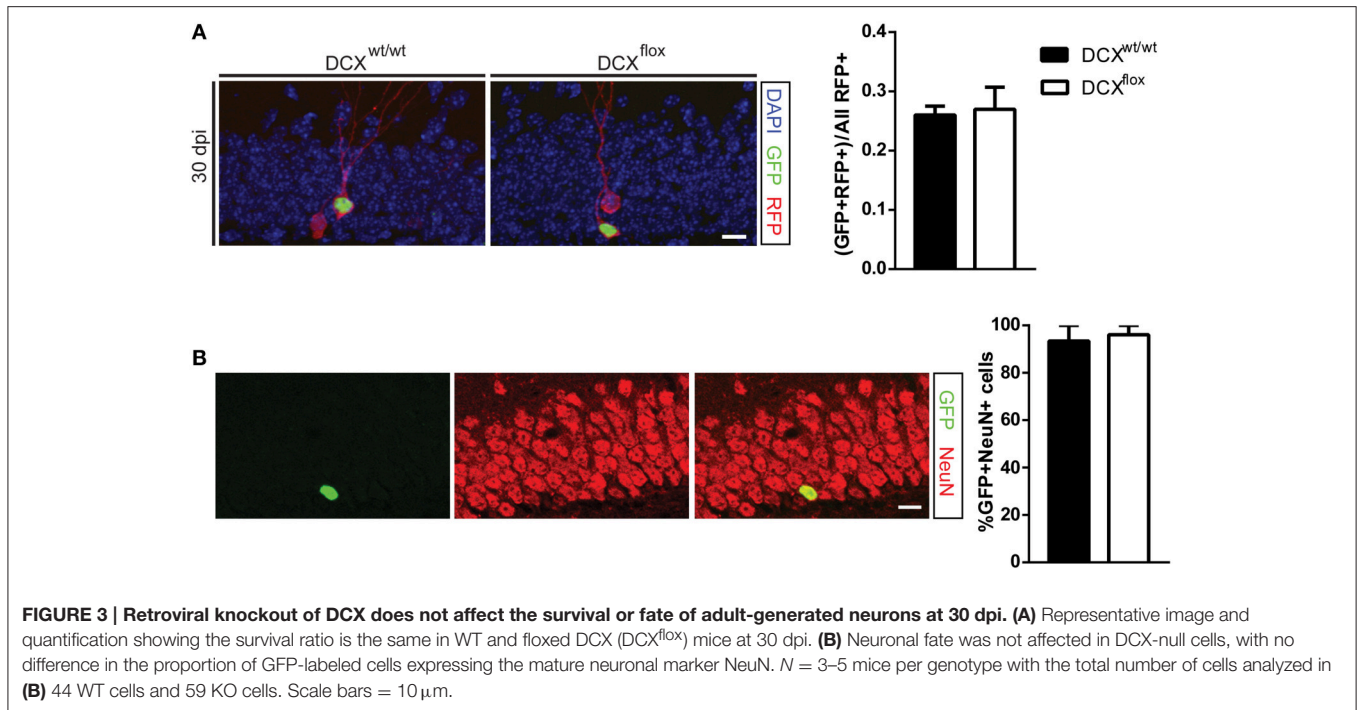 A
DCX^wt/wt
DCX^flox
30 dpi
DAPI GFP RFP
(GFP+RFP+)/All RFP+
0.4
0.3
0.2
0.1
0.0
DCX^wt/wt
DCX^flox
B
GFP NeuN
%GFP+NeuN+ cells
100
80
60
40
20
0
FIGURE 3 | Retroviral knockout of DCX does not affect the survival or fate of adult-generated neurons at 30 dpi. (A) Representative image and
quantification showing the survival ratio is the same in WT and floxed DCX (DCX^flox) mice at 30 dpi. (B) Neuronal fate was not affected in DCX-null cells, with no
difference in the proportion of GFP-labeled cells expressing the mature neuronal marker NeuN. N = 3–5 mice per genotype with the total number of cells analyzed in
(B) 44 WT cells and 59 KO cells. Scale bars = 10 μm.